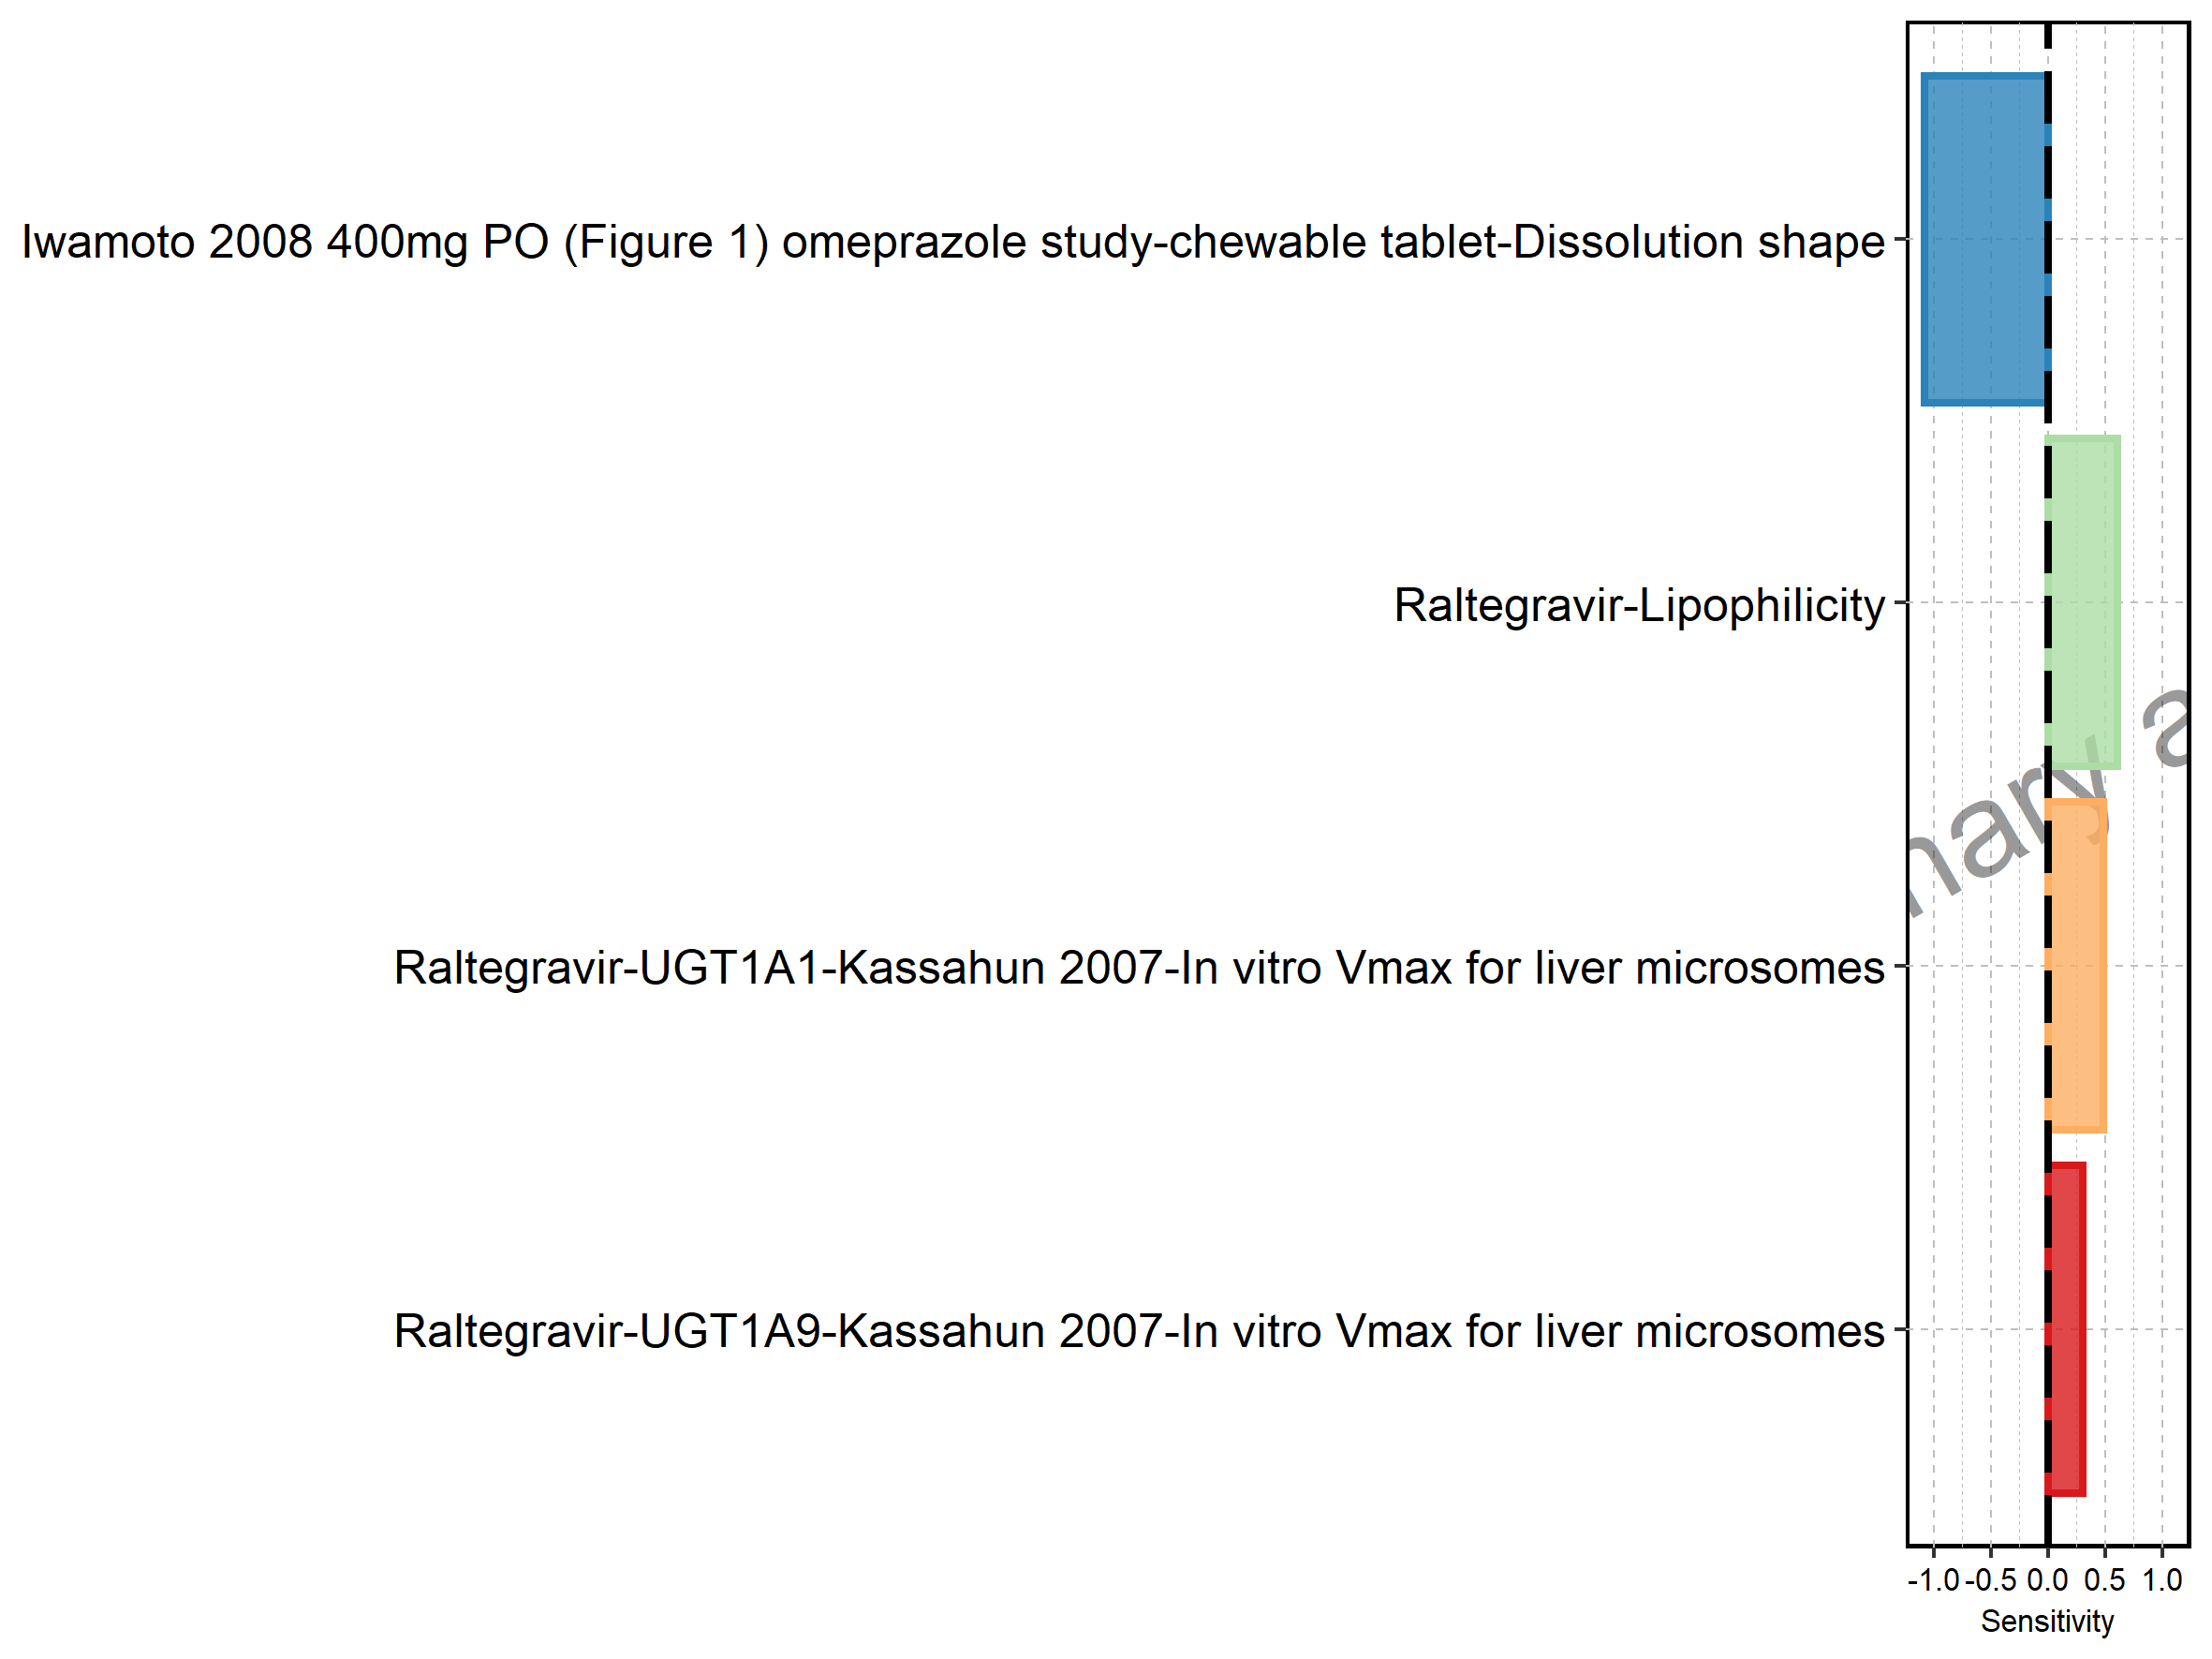 Iwamoto 2008 400mg PO (Figure 1) omeprazole study-chewable tablet-Dissolution shape
Raltegravir-Lipophilicity
Raltegravir-UGT1A1-Kassahun 2007-In vitro Vmax for liver microsomes
Raltegravir-UGT1A9-Kassahun 2007-In vitro Vmax for liver microsomes
-1.0 -0.5 0.0 0.5 1.0
Sensitivity